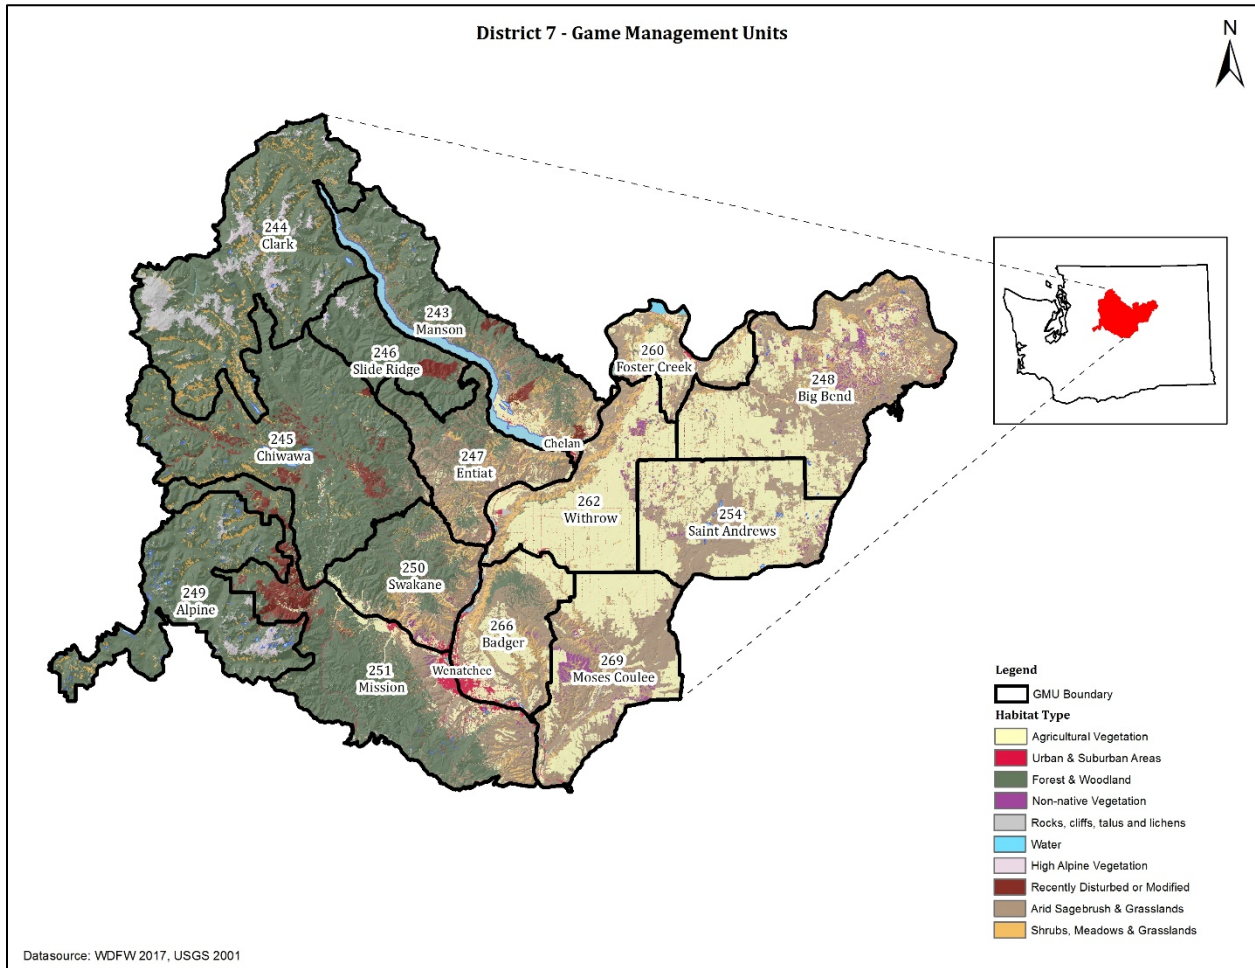 District 7 - Game Management Units
N
244
Clark
243
Manson
246
Slide Ridge
260
Foster Creek
248
Big Bend
245
Chiwawa
Chelan
247
Entiat
262
Withrow
254
Saint Andrews
250
Swakane
249
Alpine
266
Badger
251
Mission
Wenatchee
269
Moses Coulee
Legend
GMU Boundary
Habitat Type
Agricultural Vegetation
Urban & Suburban Areas
Forest & Woodland
Non-native Vegetation
Rocks, cliffs, talus and lichens
Water
High Alpine Vegetation
Recently Disturbed or Modified
Arid Sagebrush & Grasslands
Shrubs, Meadows & Grasslands
Datasource: WDFW 2017, USGS 2001